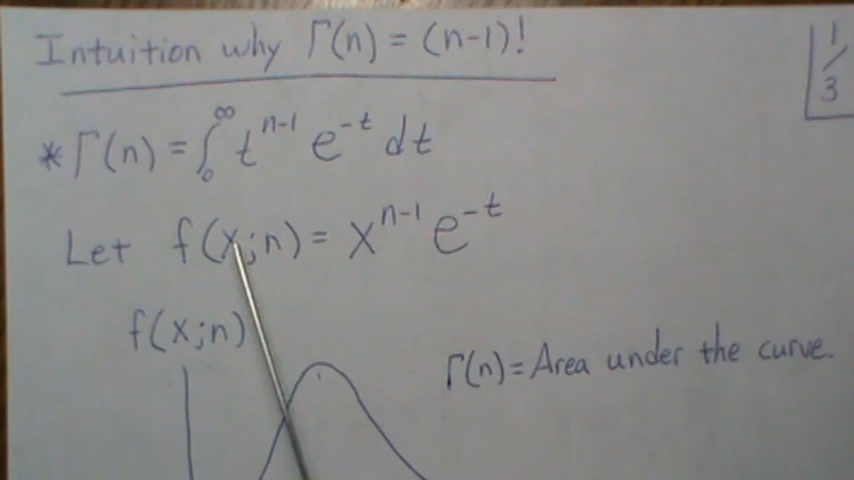 Intuition why Γ(n) = (n-1)!
1/3
* Γ(n) = ∫₀^∞ t^{n-1} e^{-t} dt
Let f(x;n) = x^{n-1} e^{-t}
f(x;n)
Γ(n) = Area under the curve.